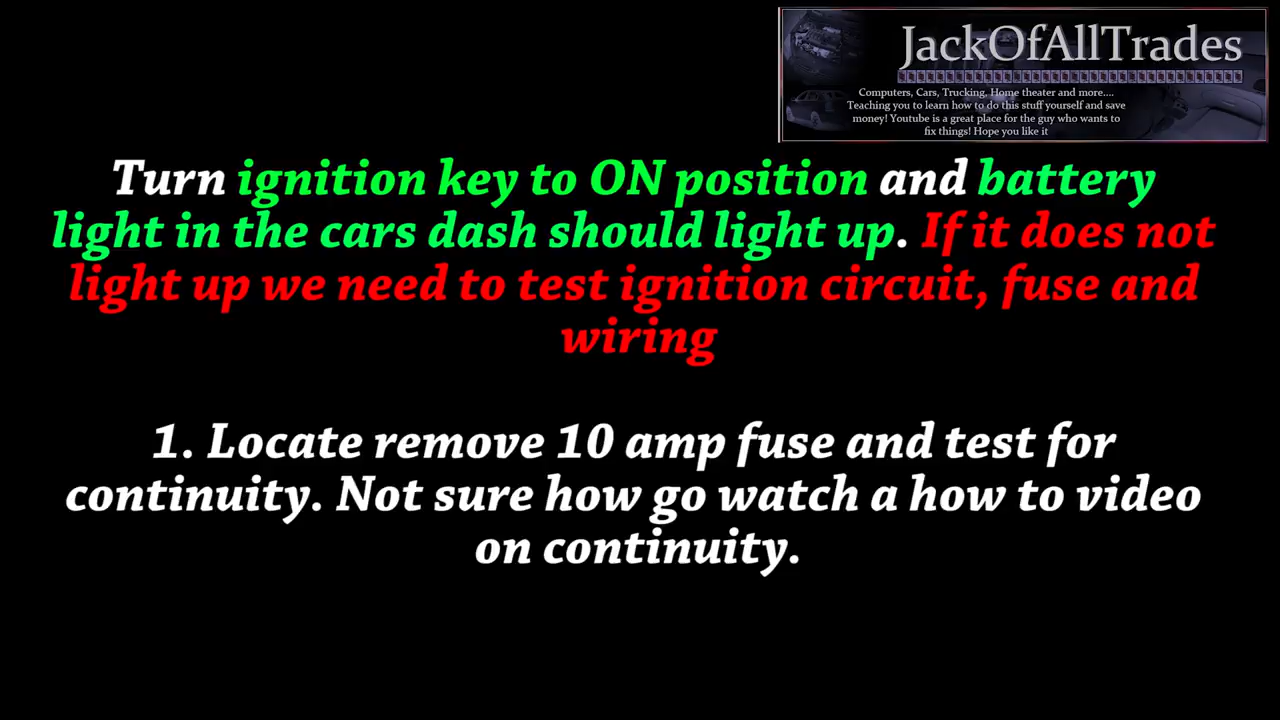 JackOfAllTrades
Computers, Cars, Trucking, Home theater and more....
Teaching you to learn how to do this stuff yourself and save
money! Youtube is a great place for the guy who wants to
fix things! Hope you like it
Turn ignition key to ON position and battery
light in the cars dash should light up. If it does not
light up we need to test ignition circuit, fuse and
wiring
1. Locate remove 10 amp fuse and test for
continuity. Not sure how go watch a how to video
on continuity.